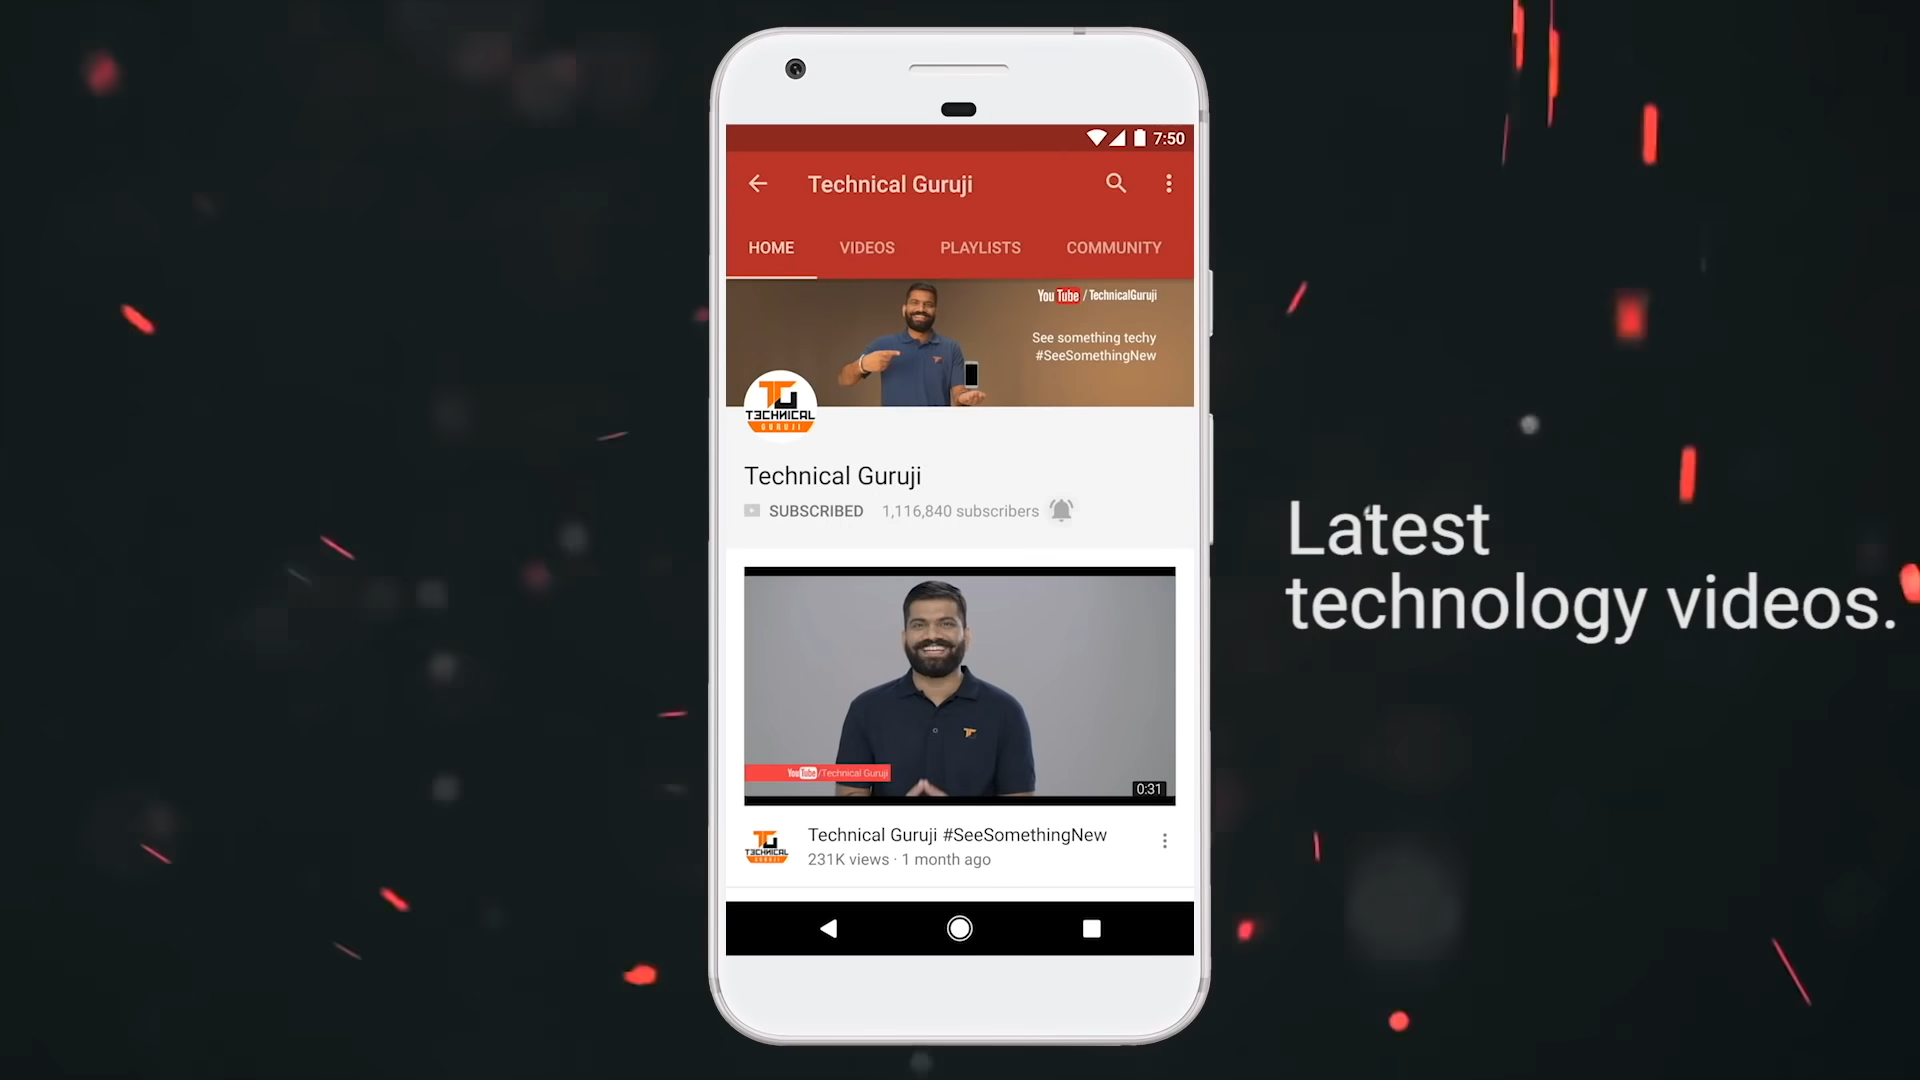 7:50
Technical Guruji
HOME VIDEOS PLAYLISTS COMMUNITY
YouTube / TechnicalGuruji
See something techy
#SeeSomethingNew
TECHNICAL
GURUJI
Technical Guruji
SUBSCRIBED 1,116,840 subscribers
Latest
technology videos.
YouTube/Technical Guruji
0:31
TECHNICAL
GURUJI
Technical Guruji #SeeSomethingNew
231K views · 1 month ago